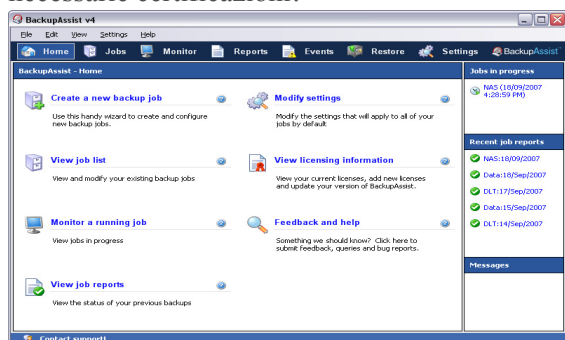 BackupAssist v4
File Edit View Settings Help
Home Jobs Monitor Reports Events Restore Settings BackupAssist
BackupAssist - Home
Create a new backup job
Use this handy wizard to create and configure
new backup jobs.
View job list
View and modify your existing backup jobs
Monitor a running job
View jobs in progress
View job reports
View the status of your previous backups
Modify settings
Modify the settings that will apply to all of your
jobs by default
View licensing information
View your current licenses, add new licenses
and update your version of BackupAssist.
Feedback and help
Something we should know? Click here to
submit feedback, queries and bug reports.
Jobs in progress
NAS (18/09/2007
4:28:59 PM)
Recent job reports
NAS:18/09/2007
Data:18/Sep/2007
DLT:17/Sep/2007
Data:15/Sep/2007
DLT:14/Sep/2007
Messages
Contact support!